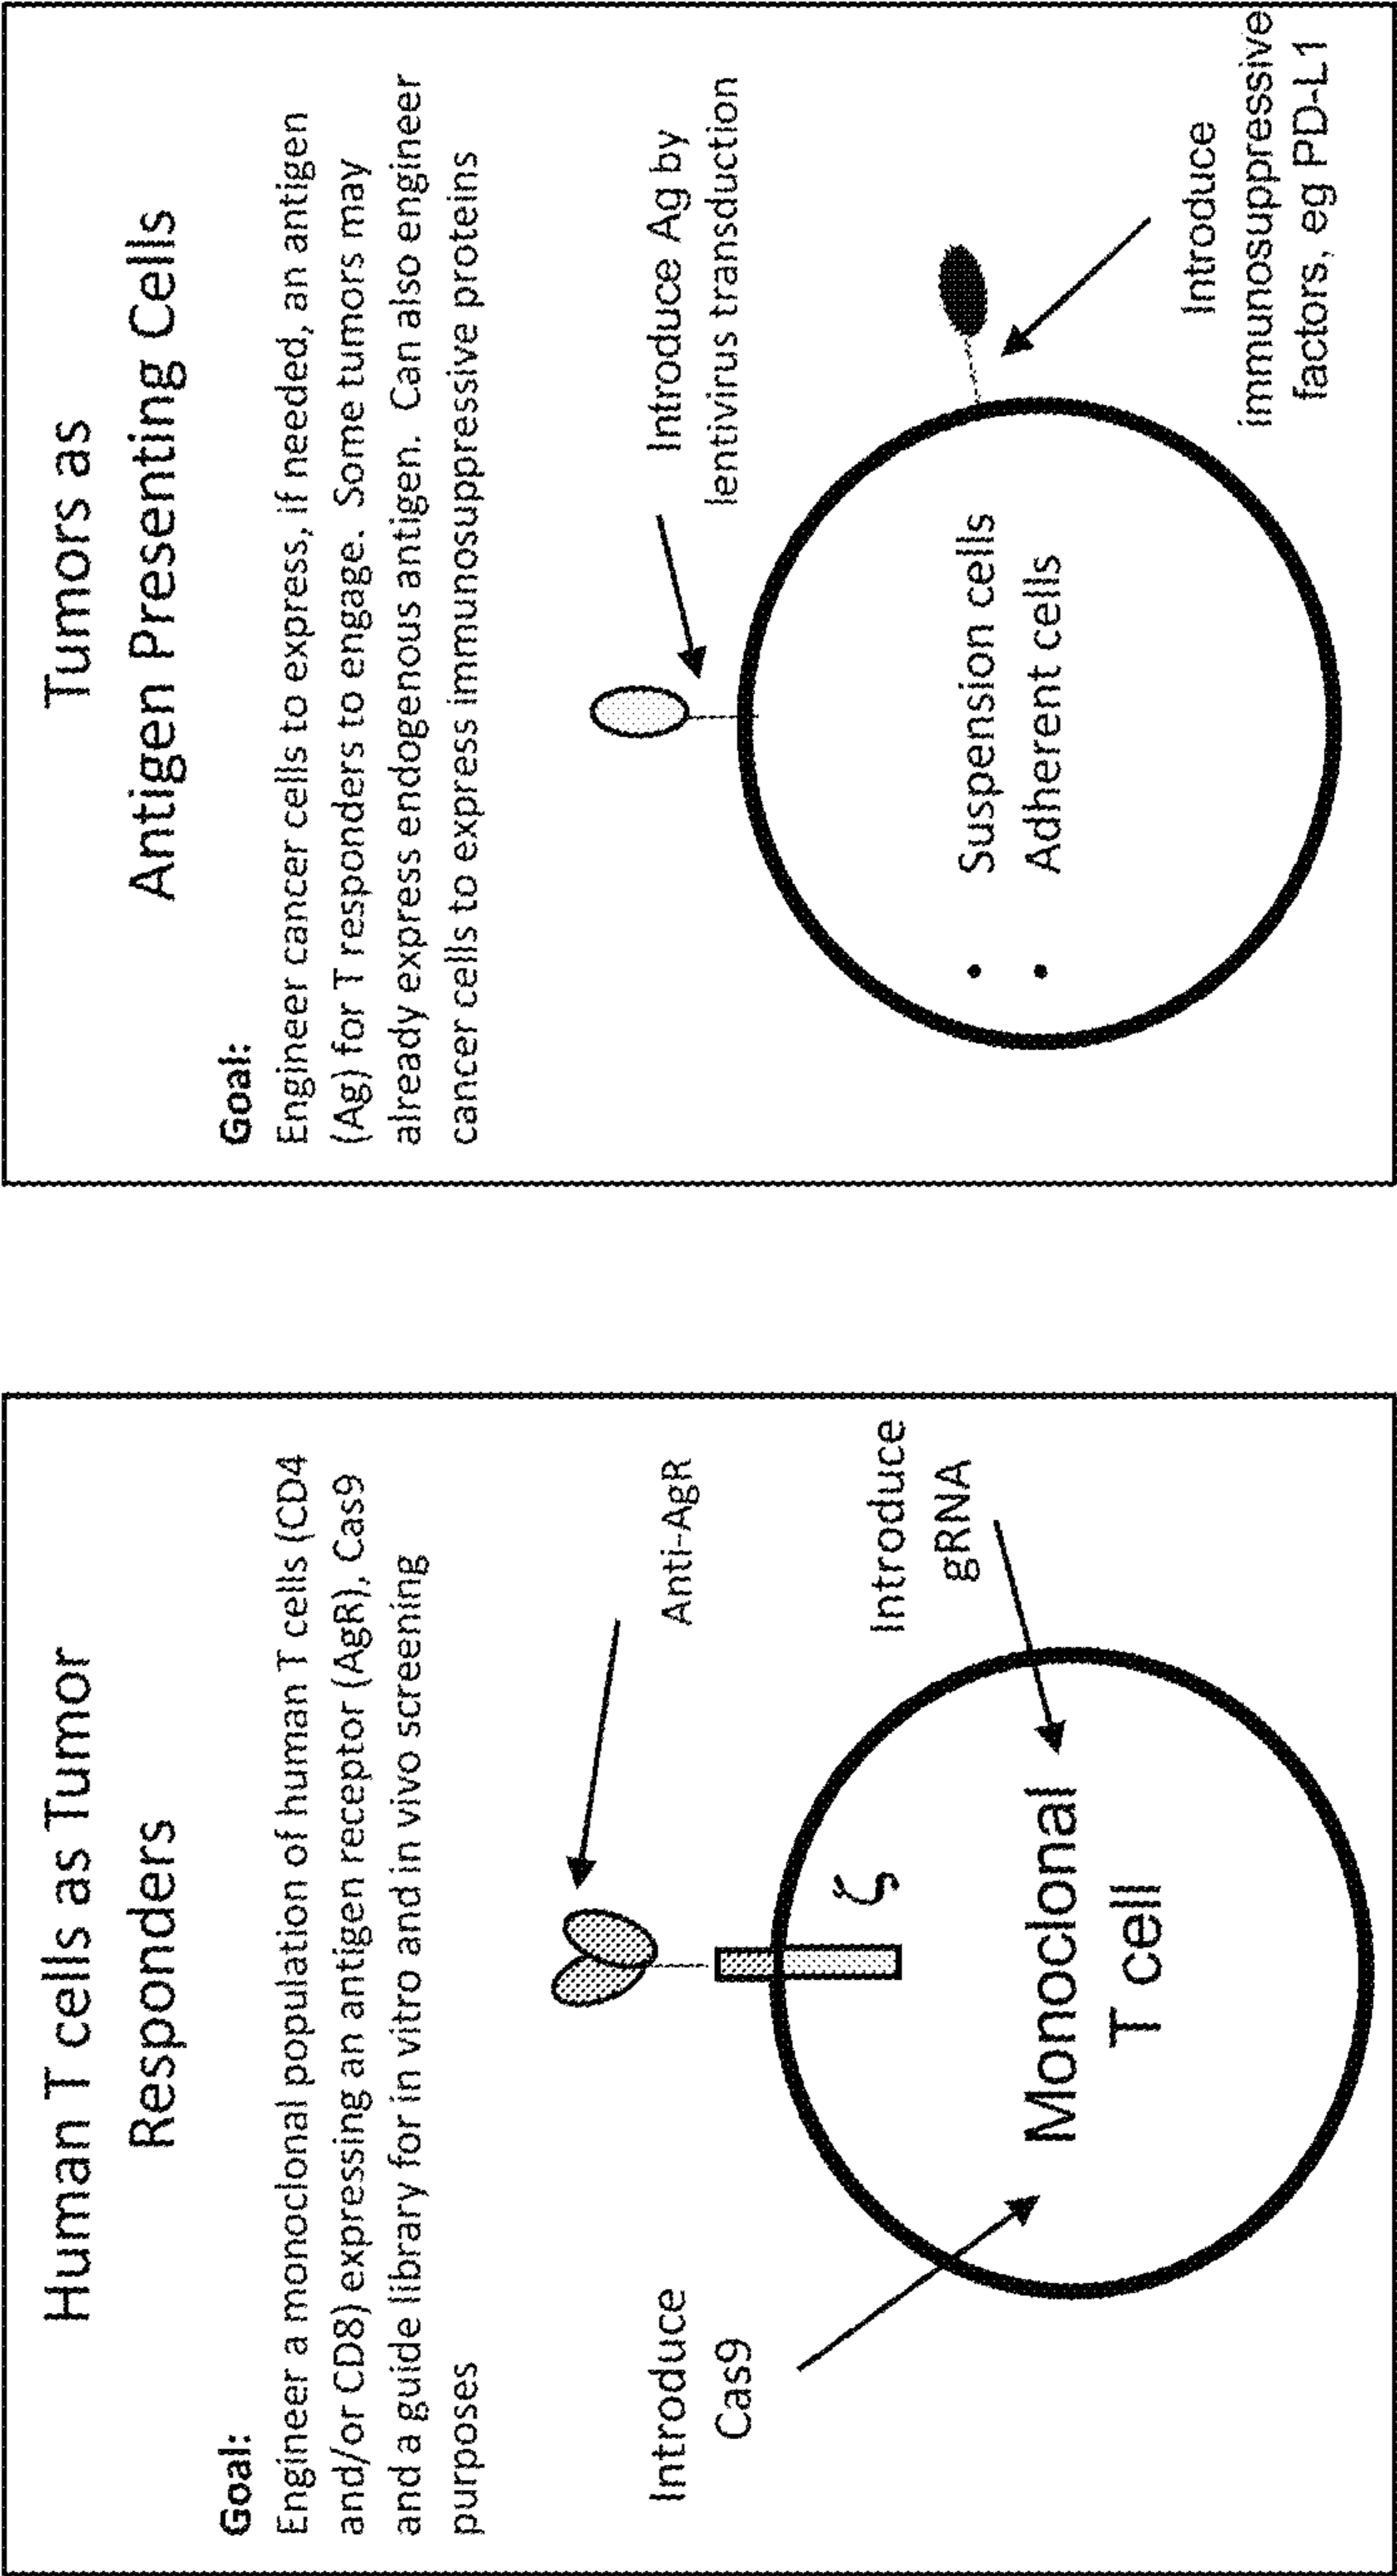 Human T cells as Tumor
Responders
Goal:
Engineer a monoclonal population of human T cells (CD4
and/or CD8) expressing an antigen receptor (AgR), Cas9
and a guide library for in vitro and in vivo screening
purposes
Anti-AgR
Introduce
Cas9
Introduce
gRNA
ζ
Monoclonal
T cell
Tumors as
Antigen Presenting Cells
Goal:
Engineer cancer cells to express, if needed, an antigen
(Ag) for T responders to engage. Some tumors may
already express endogenous antigen. Can also engineer
cancer cells to express immunosuppressive proteins
Introduce Ag by
lentivirus transduction
• Suspension cells
• Adherent cells
Introduce
immunosuppressive
factors, eg PD-L1